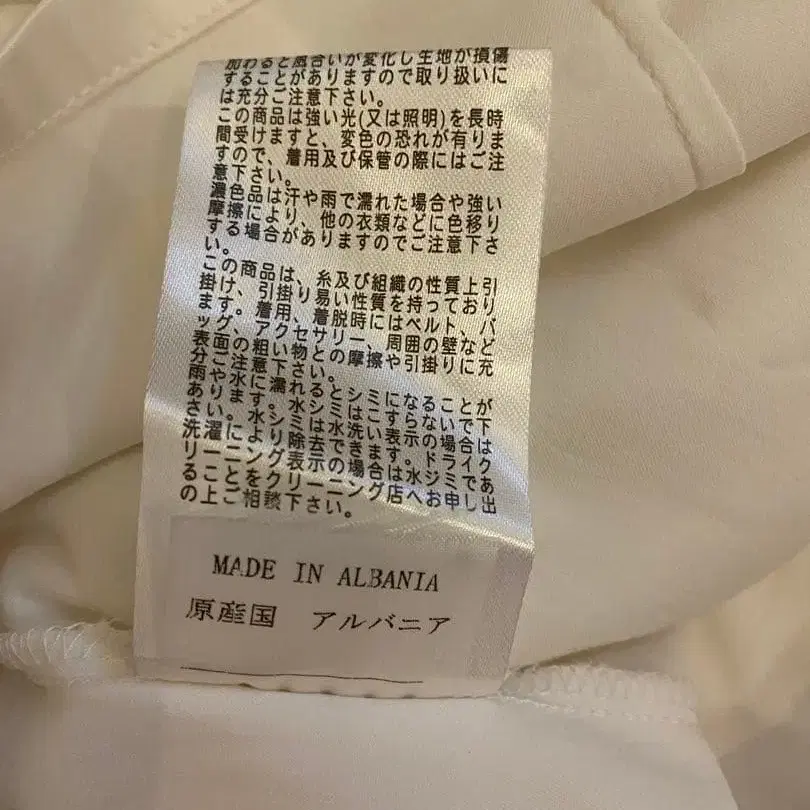 加わると風合いが変化し生地が損傷
することがありますので取り扱いに
は充分ご注意下さい。
この商品は強い光(又は照明)を長時
間受けますと、変色の恐れが有りま
すので、着用及び保管の際にはご注
意下さい。
濃色品は汗や雨で濡れた場合や強い
摩擦により、他の衣類などに色移り
する場合がありますのでご注意下さ
い。
この商品は、糸及び組織の性質上引
掛け、引掛り易い性質を持っており
ます。着用、着脱時にはベルト、バ
ッグ、アクセサリー、周囲の壁など
表面の粗い物との摩擦や引掛りに充
分ご注意下さい。
雨や水に濡れるとシミになることが
あります。水シミはこすらないで下
さい。水シミは水洗い表示の場合は
洗濯により除去できます。ドライク
リーニング表示の場合は水ジミであ
ることをクリーニング店へお申し出
の上ご相談下さい。
MADE IN ALBANIA
原産国 アルバニア